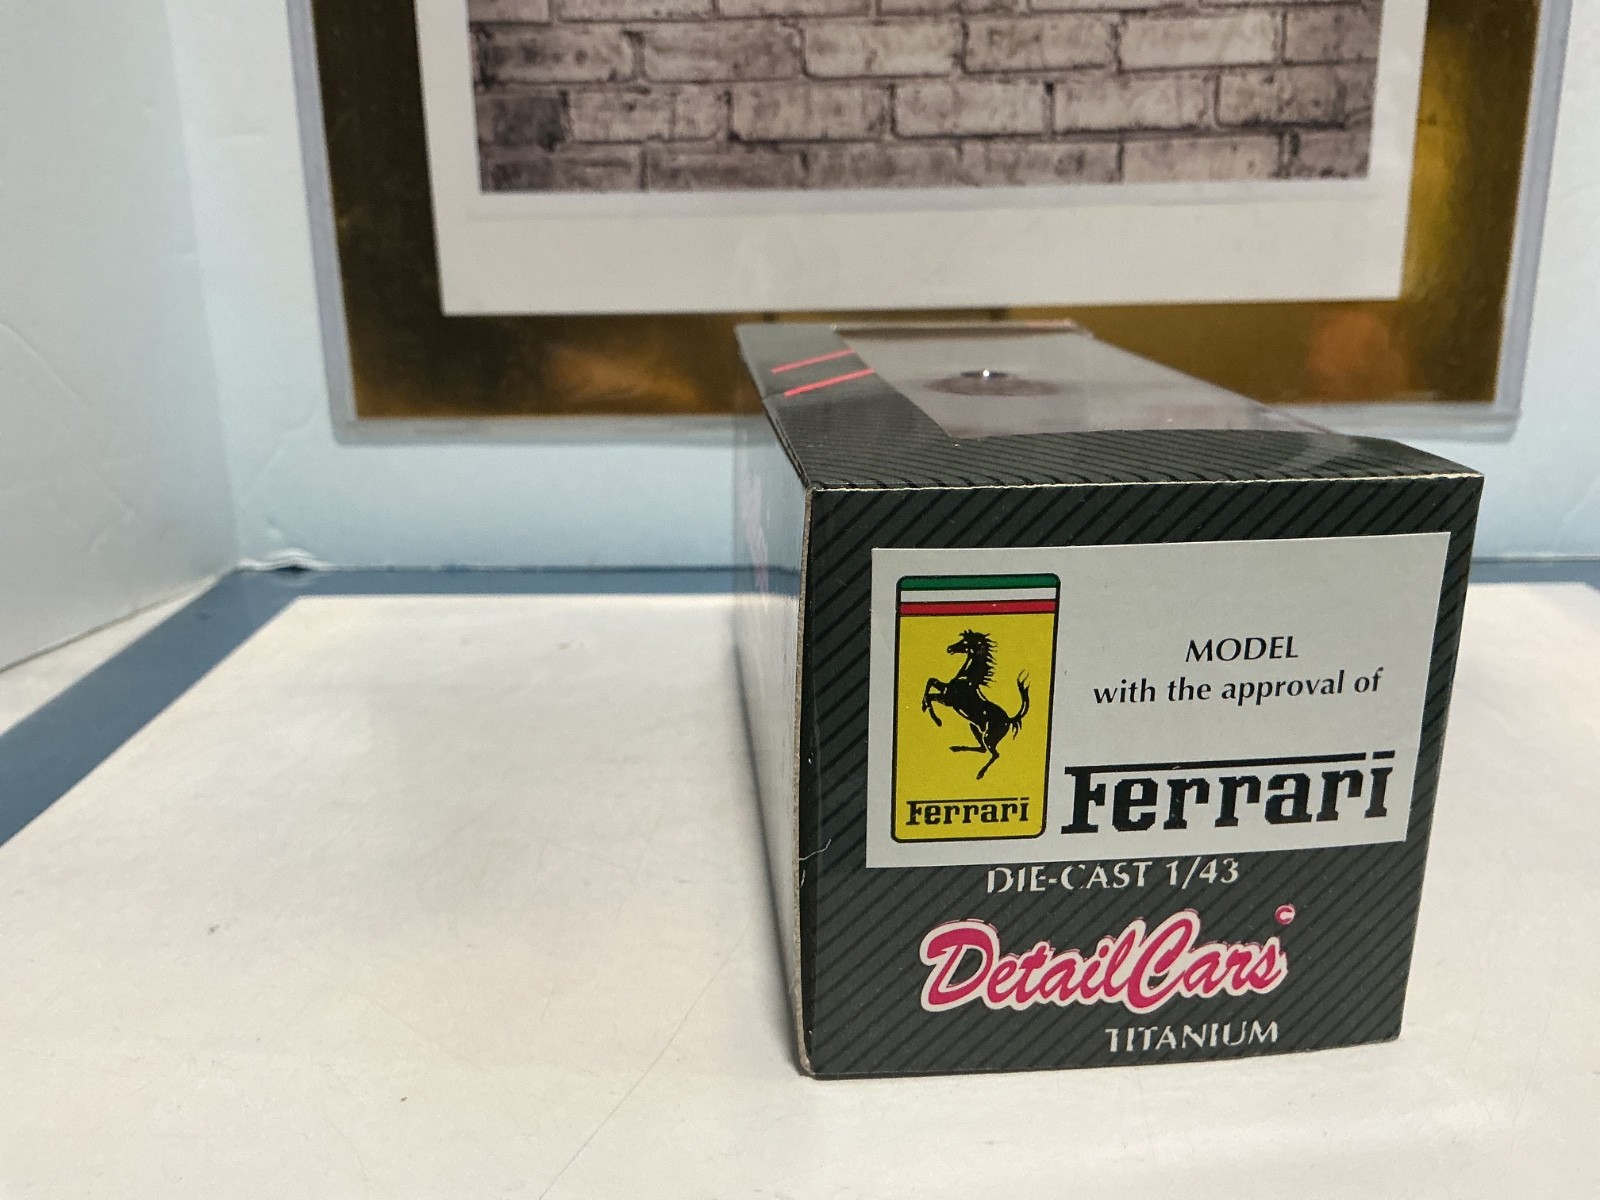 MODEL
with the approval of
Ferrari
Ferrari
DIE-CAST 1/43
DetailCars©
TITANIUM